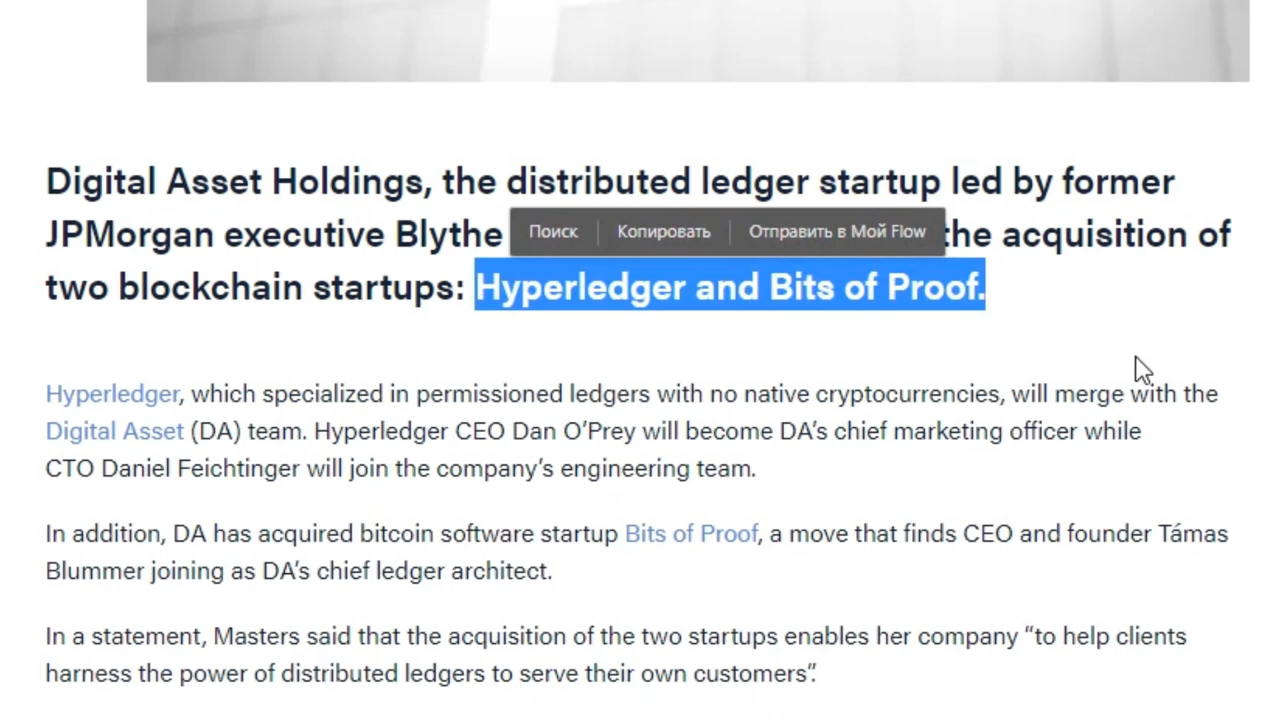 Digital Asset Holdings, the distributed ledger startup led by former
JPMorgan executive Blythe the acquisition of
Поиск Копировать Отправить в Мой Flow
two blockchain startups: Hyperledger and Bits of Proof.
Hyperledger, which specialized in permissioned ledgers with no native cryptocurrencies, will merge with the
Digital Asset (DA) team. Hyperledger CEO Dan O’Prey will become DA’s chief marketing officer while
CTO Daniel Feichtinger will join the company’s engineering team.
In addition, DA has acquired bitcoin software startup Bits of Proof, a move that finds CEO and founder Támas
Blummer joining as DA’s chief ledger architect.
In a statement, Masters said that the acquisition of the two startups enables her company “to help clients
harness the power of distributed ledgers to serve their own customers”.